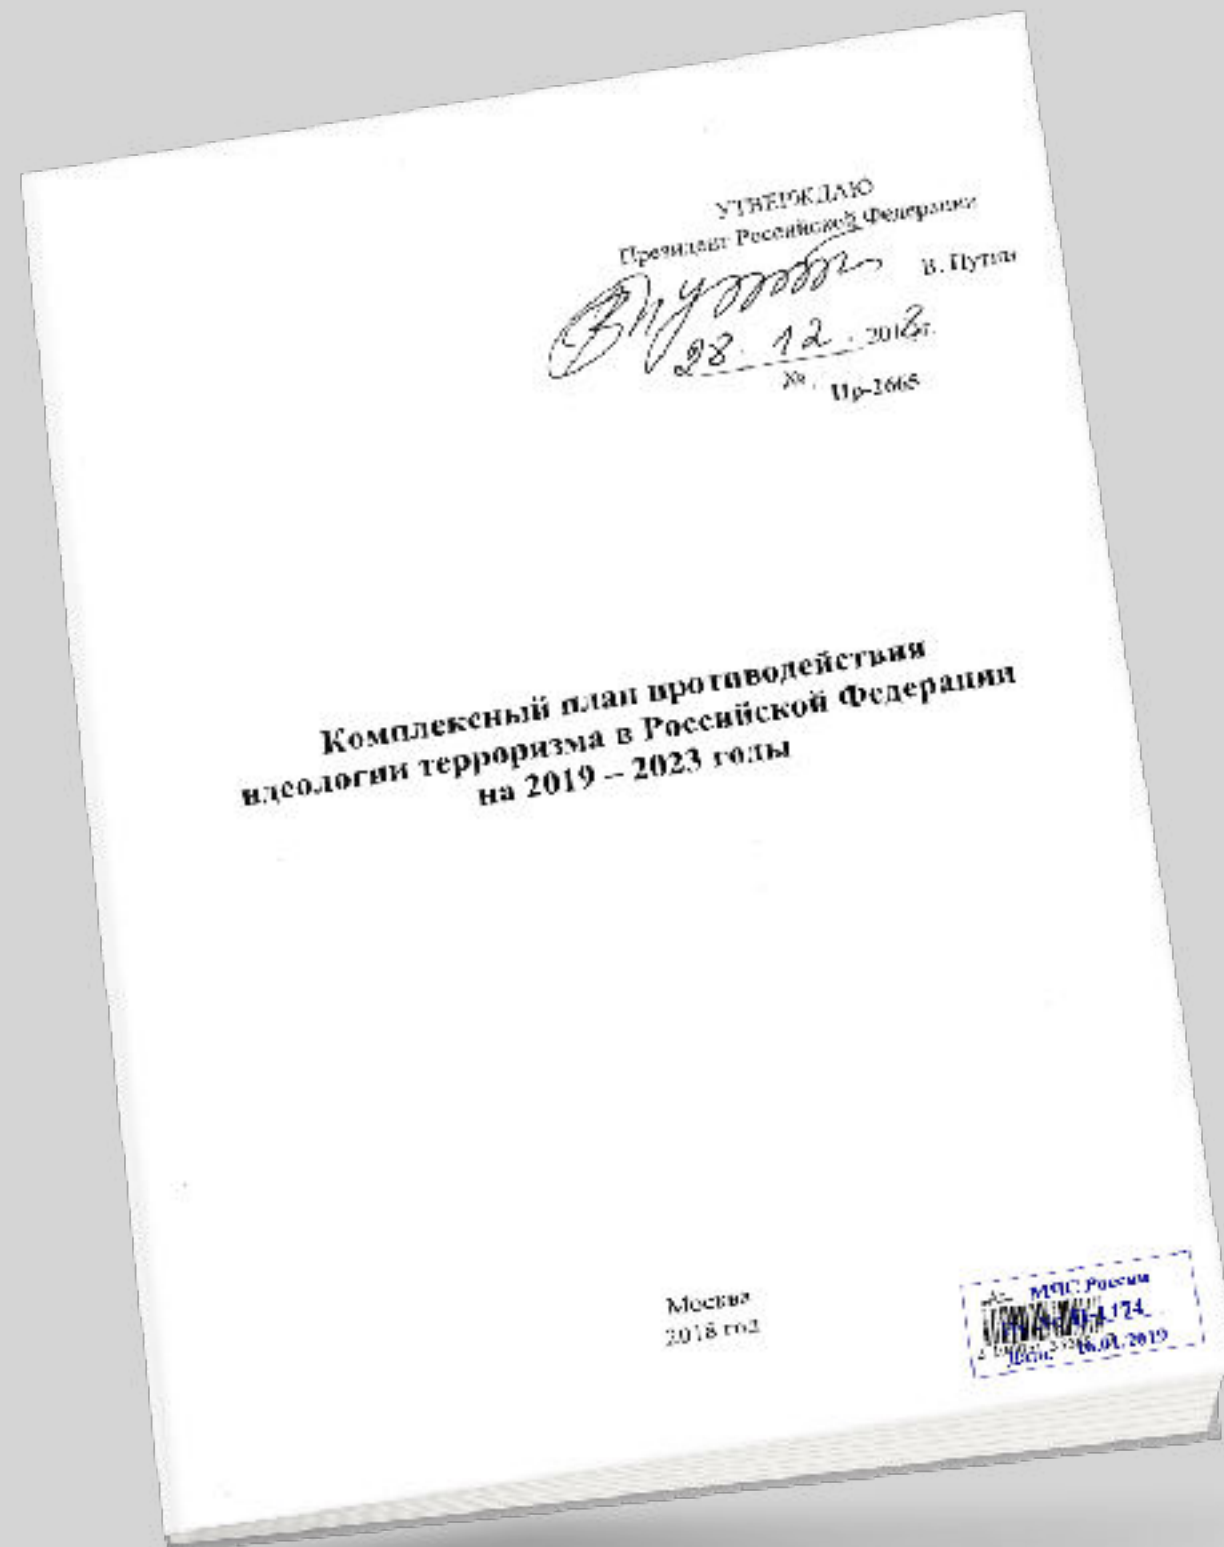 УТВЕРЖДАЮ
Президент Российской Федерации
В. Путин
28. 12. 2018г.
№ Пр-2665
Комплексный план противодействия
идеологии терроризма в Российской Федерации
на 2019 – 2023 годы
Москва
2018 год
МЧС России
16.01.2019